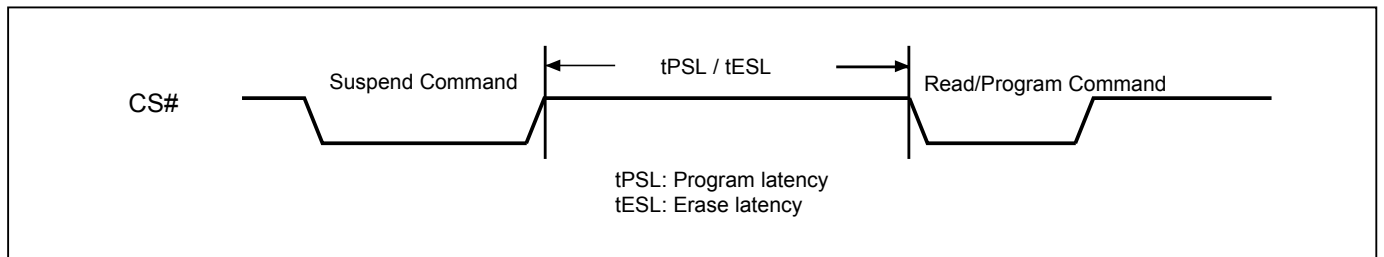 tPSL / tESL
Suspend Command
Read/Program Command
CS#
tPSL: Program latency
tESL: Erase latency